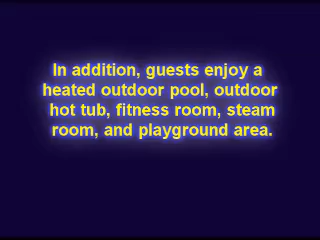 In addition, guests enjoy a
heated outdoor pool, outdoor
hot tub, fitness room, steam
room, and playground area.